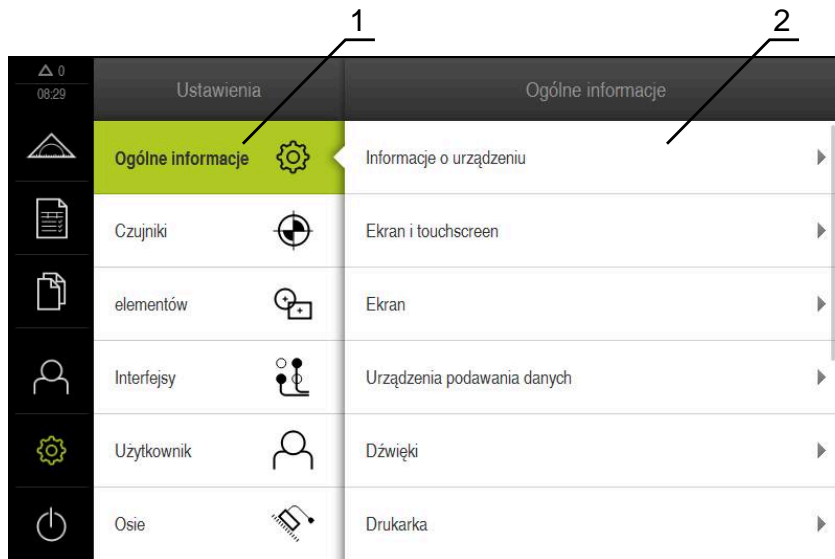 1
2
0
08:29
Ustawienia
Ogólne informacje
Ogólne informacje
Informacje o urządzeniu
Czujniki
Ekran i touchscreen
elementów
Ekran
Interfejsy
Urządzenia podawania danych
Użytkownik
Dźwięki
Osie
Drukarka